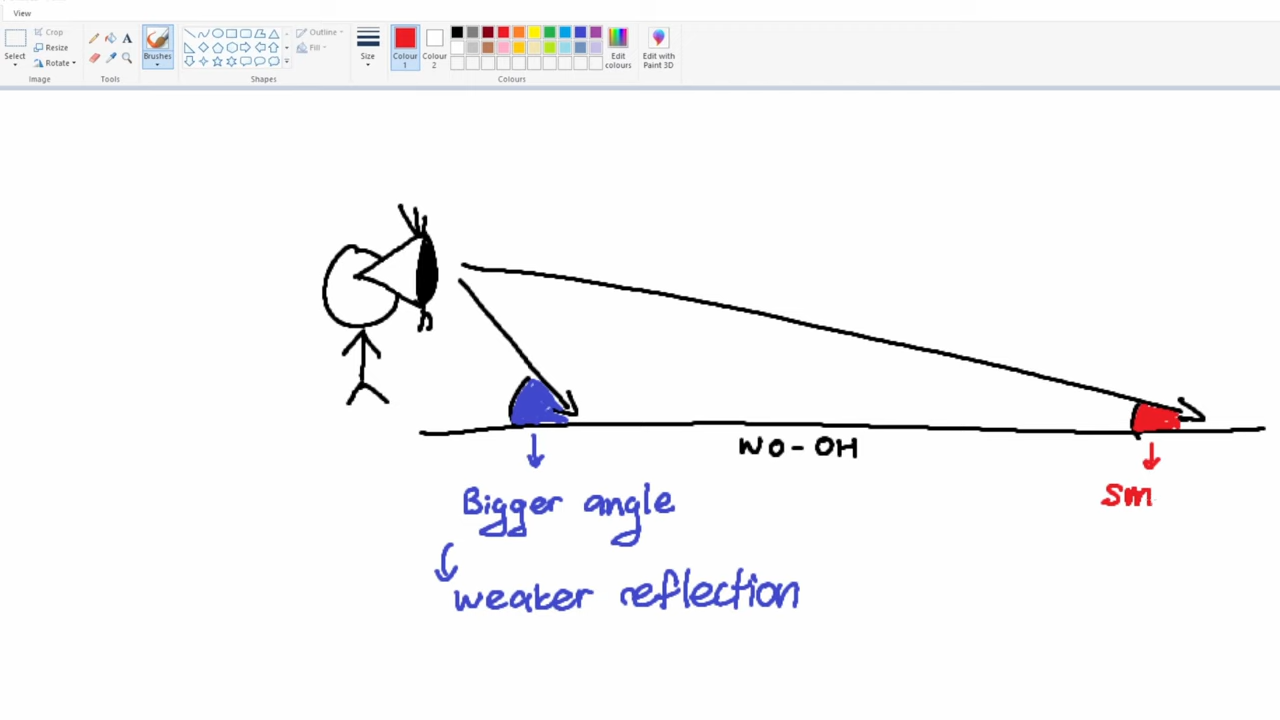 View
Crop
Outline
Select
Resize
Fill
Rotate
A
Brushes
Size
Colour 1
Colour 2
Edit colours
Edit with Paint 3D
Image
Tools
Shapes
Colours
WO-OH
Bigger angle
Sm
weaker reflection